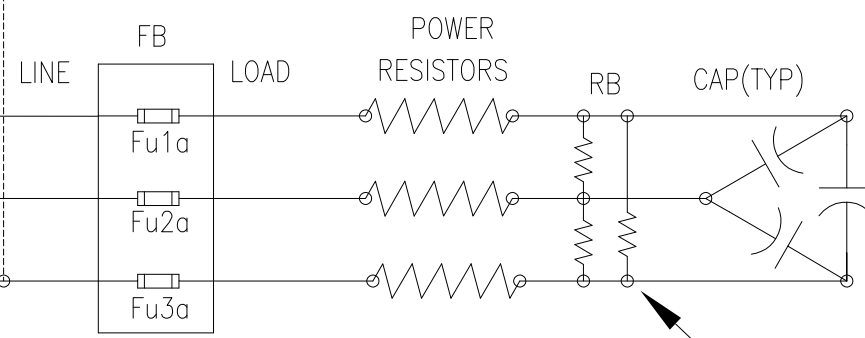 POWER
FB
LINE
LOAD
RESISTORS
RB
CAP(TYP)
Fu1a
Fu2a
Fu3a